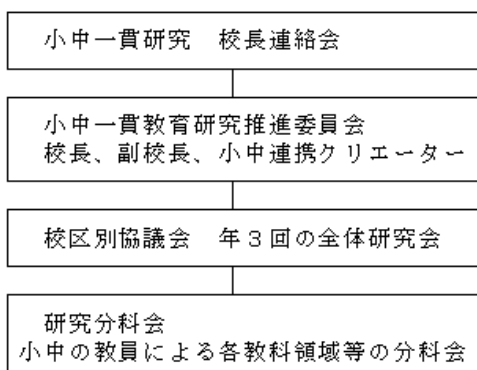 小中一貫研究　校長連絡会
小中一貫教育研究推進委員会
校長、副校長、小中連携クリエーター
校区別協議会　年３回の全体研究会
研究分科会
小中の教員による各教科領域等の分科会